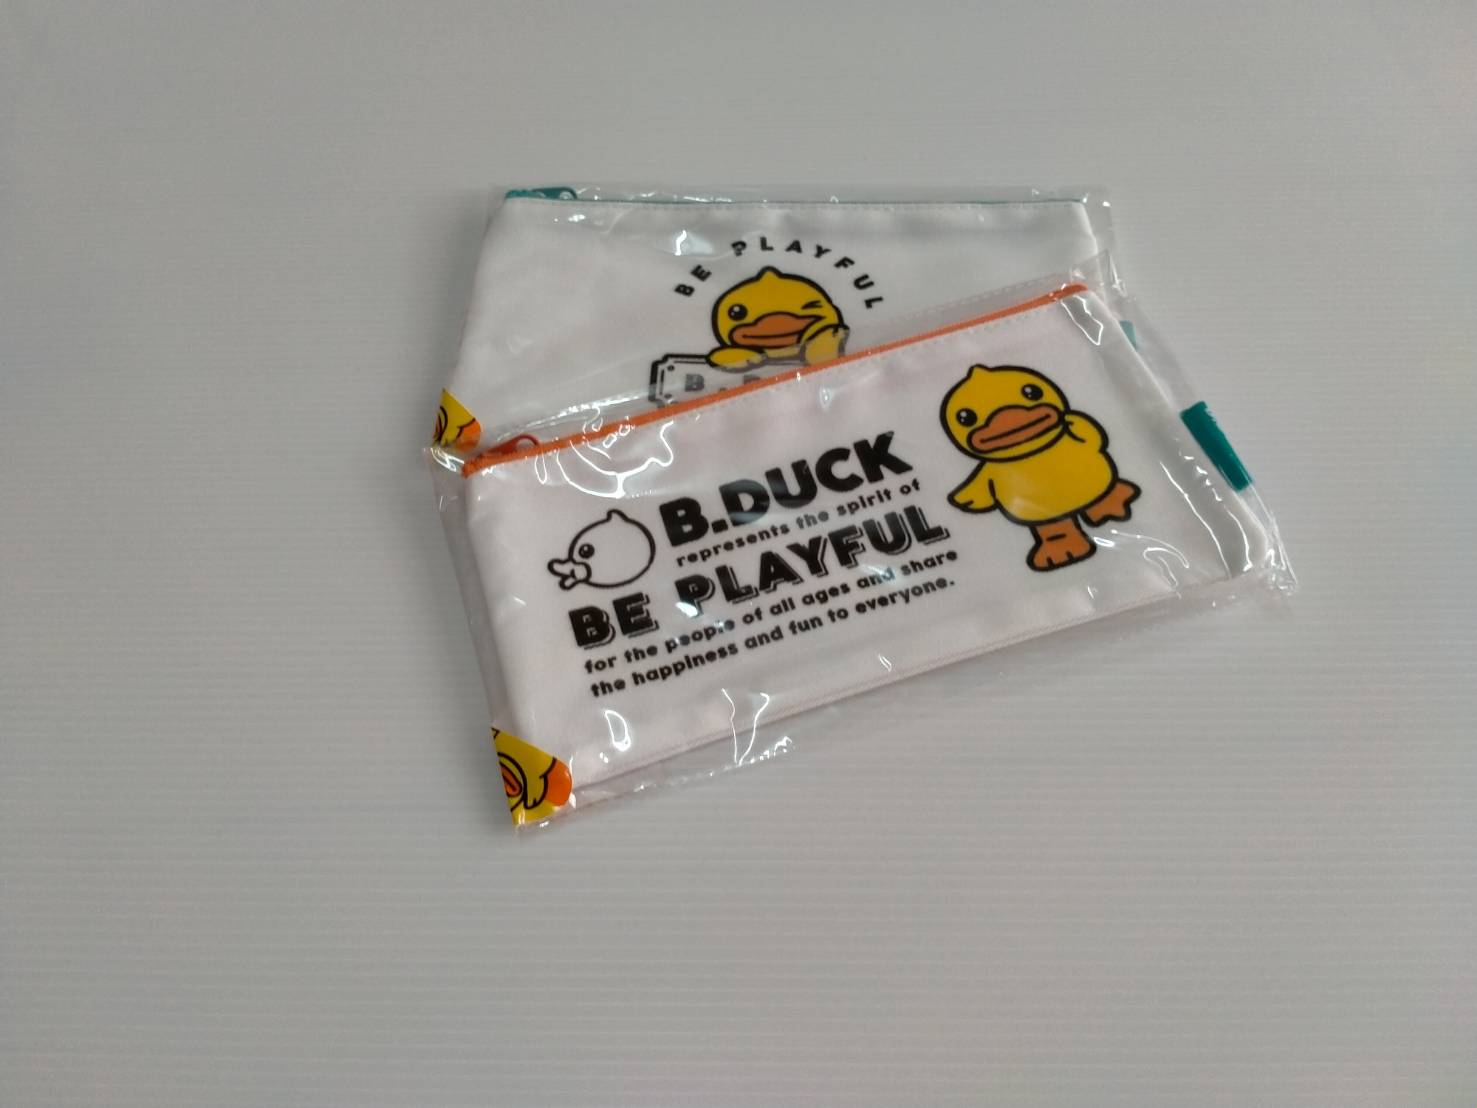 BE PLAYFUL
B.DUCK
represents the spirit of
BE PLAYFUL
for the people of all ages and share
the happiness and fun to everyone.